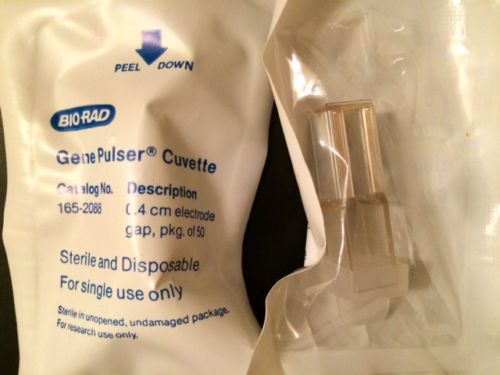 PEEL DOWN
BIO-RAD
Gene Pulser® Cuvette
Catalog No. Description
165-2088 0.4 cm electrode
gap, pkg. of 50
Sterile and Disposable
For single use only
Sterile in unopened, undamaged package.
For research use only.